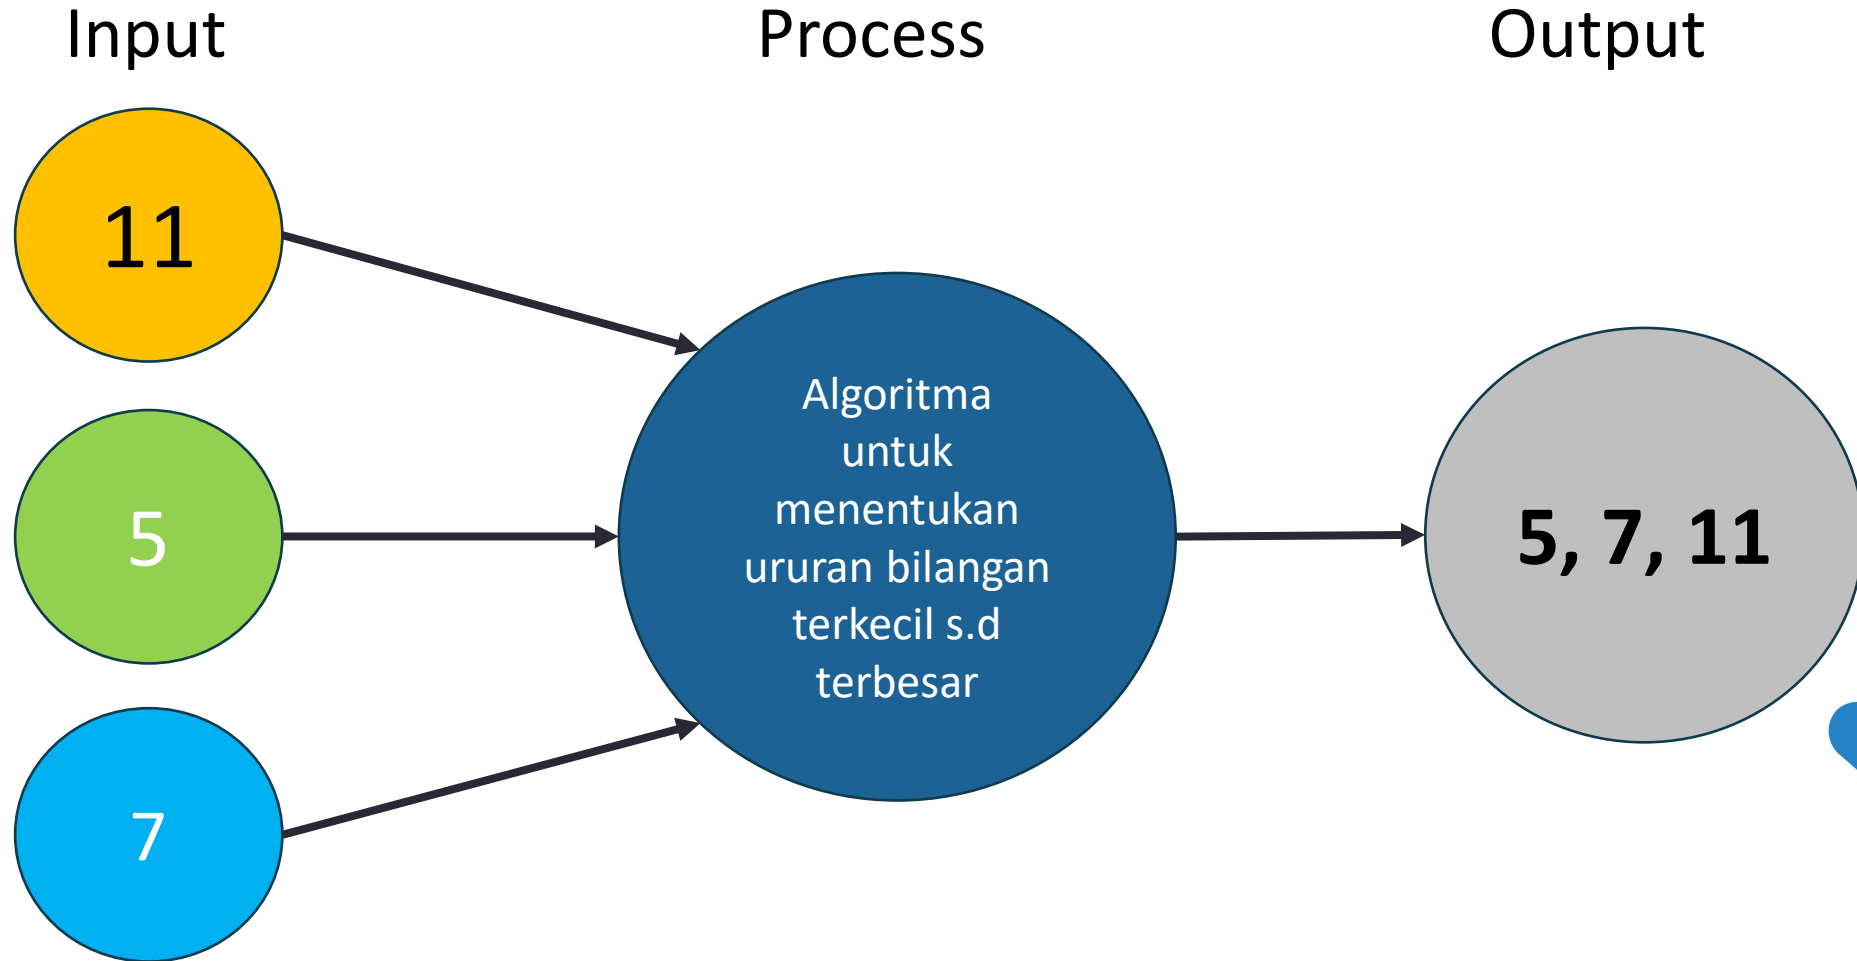 Input
Process
Output
11
5
7
Algoritma
untuk
menentukan
ururan bilangan
terkecil s.d
terbesar
5, 7, 11